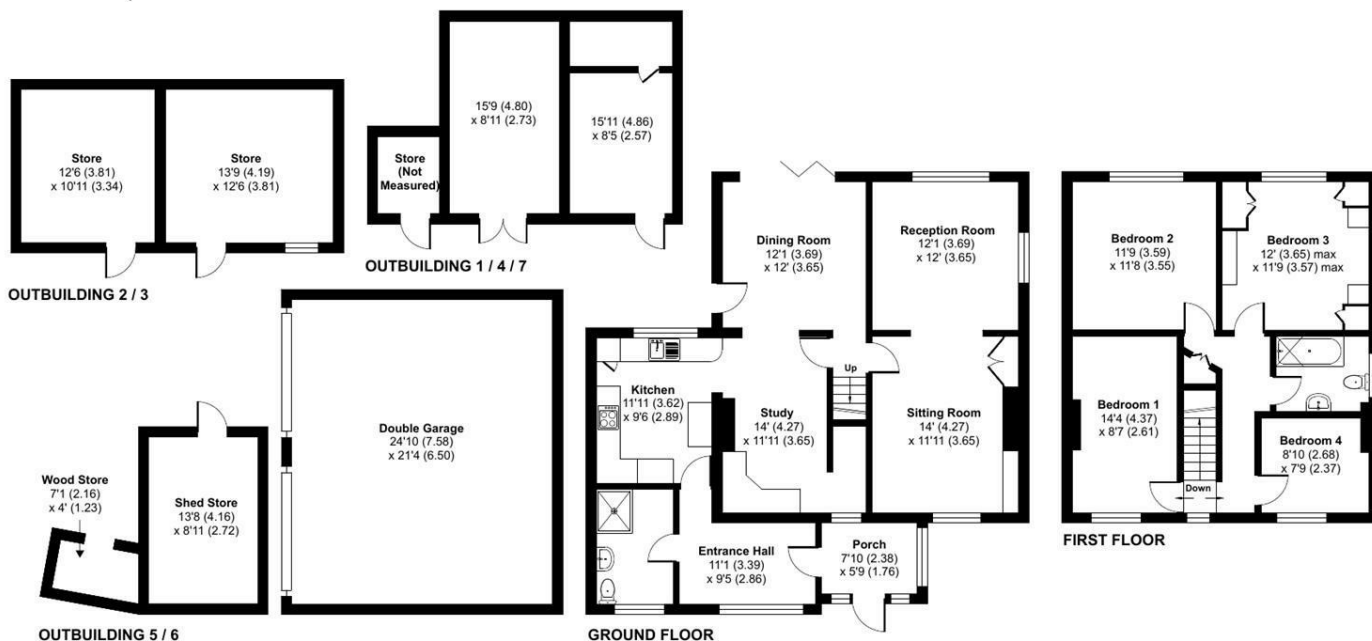 Store
12'6 (3.81)
x 10'11 (3.34)
Store
13'9 (4.19)
x 12'6 (3.81)
OUTBUILDING 2 / 3
Store
(Not
Measured)
15'9 (4.80)
x 8'11 (2.73)
15'11 (4.86)
x 8'5 (2.57)
OUTBUILDING 1 / 4 / 7
Wood Store
7'1 (2.16)
x 4' (1.23)
Shed Store
13'8 (4.16)
x 8'11 (2.72)
OUTBUILDING 5 / 6
Double Garage
24'10 (7.58)
x 21'4 (6.50)
Dining Room
12'1 (3.69)
x 12' (3.65)
Reception Room
12'1 (3.69)
x 12' (3.65)
Kitchen
11'11 (3.62)
x 9'6 (2.89)
Study
14' (4.27)
x 11'11 (3.65)
Up
Sitting Room
14' (4.27)
x 11'11 (3.65)
Entrance Hall
11'1 (3.39)
x 9'5 (2.86)
Porch
7'10 (2.38)
x 5'9 (1.76)
GROUND FLOOR
Bedroom 2
11'9 (3.59)
x 11'8 (3.55)
Bedroom 3
12' (3.65) max
x 11'9 (3.57) max
Bedroom 1
14'4 (4.37)
x 8'7 (2.61)
Bedroom 4
8'10 (2.68)
x 7'9 (2.37)
Down
FIRST FLOOR